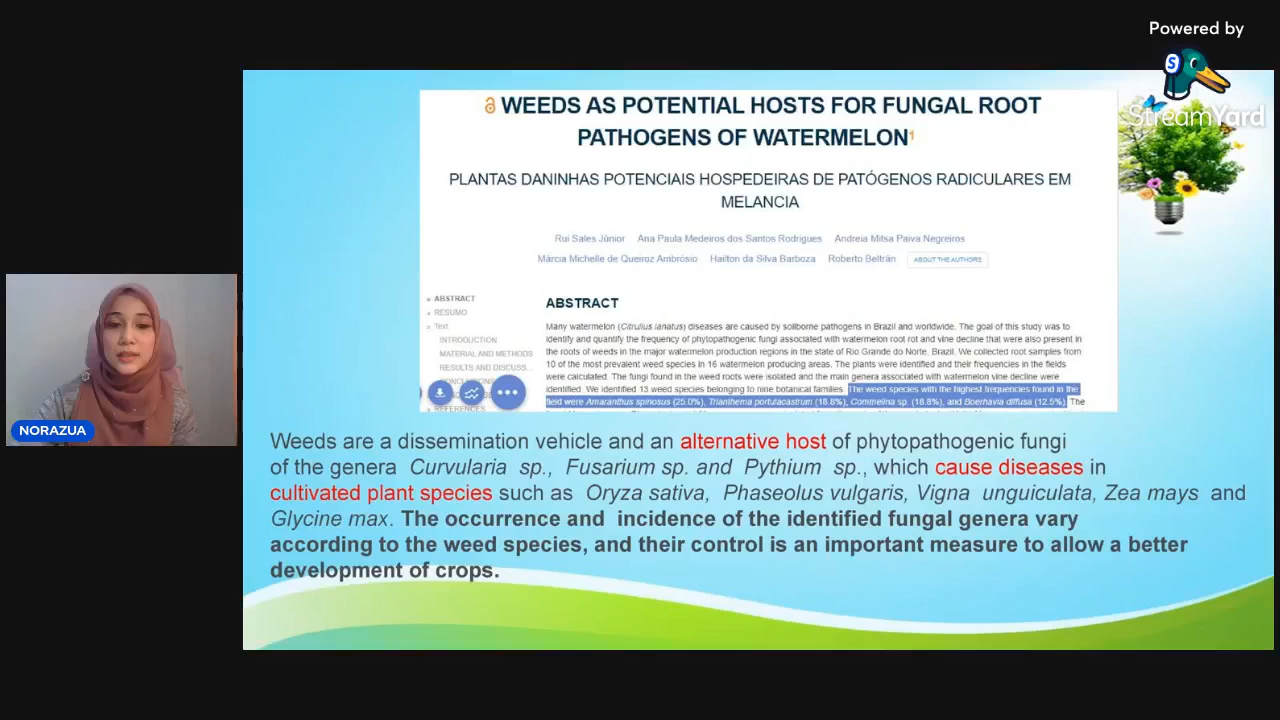 Powered by
S
StreamYard
WEEDS AS POTENTIAL HOSTS FOR FUNGAL ROOT
PATHOGENS OF WATERMELON1
PLANTAS DANINHAS POTENCIAIS HOSPEDEIRAS DE PATÓGENOS RADICULARES EM
MELANCIA
Rui Sales Júnior Ana Paula Medeiros dos Santos Rodrigues Andreia Mitsa Paiva Negreiros
Márcia Michelle de Queiroz Ambrósio Hailton da Silva Barboza Roberto Beltrán ABOUT THE AUTHORS
ABSTRACT
RESUMO
Text
INTRODUCTION
MATERIAL AND METHODS
RESULTS AND DISCUSS...
REFERENCES
ABSTRACT
Many watermelon (Citrullus lanatus) diseases are caused by soilborne pathogens in Brazil and worldwide. The goal of this study was to
identify and quantify the frequency of phytopathogenic fungi associated with watermelon root rot and vine decline that were also present in
the roots of weeds in the major watermelon production regions in the state of Rio Grande do Norte, Brazil. We collected root samples from
10 of the most prevalent weed species in 16 watermelon producing areas. The plants were identified and their frequencies in the fields
were calculated. The fungi found in the weed roots were isolated and the main genera associated with watermelon vine decline were
identified. We identified 13 weed species belonging to nine botanical families. The weed species with the highest frequencies found in the
field were Amaranthus spinosus (25.0%), Trianthema portulacastrum (18.8%), Commelina sp. (18.8%), and Boerhavia diffusa (12.5%). The
NORAZUA
Weeds are a dissemination vehicle and an alternative host of phytopathogenic fungi
of the genera Curvularia sp., Fusarium sp. and Pythium sp., which cause diseases in
cultivated plant species such as Oryza sativa, Phaseolus vulgaris, Vigna unguiculata, Zea mays and
Glycine max. The occurrence and incidence of the identified fungal genera vary
according to the weed species, and their control is an important measure to allow a better
development of crops.